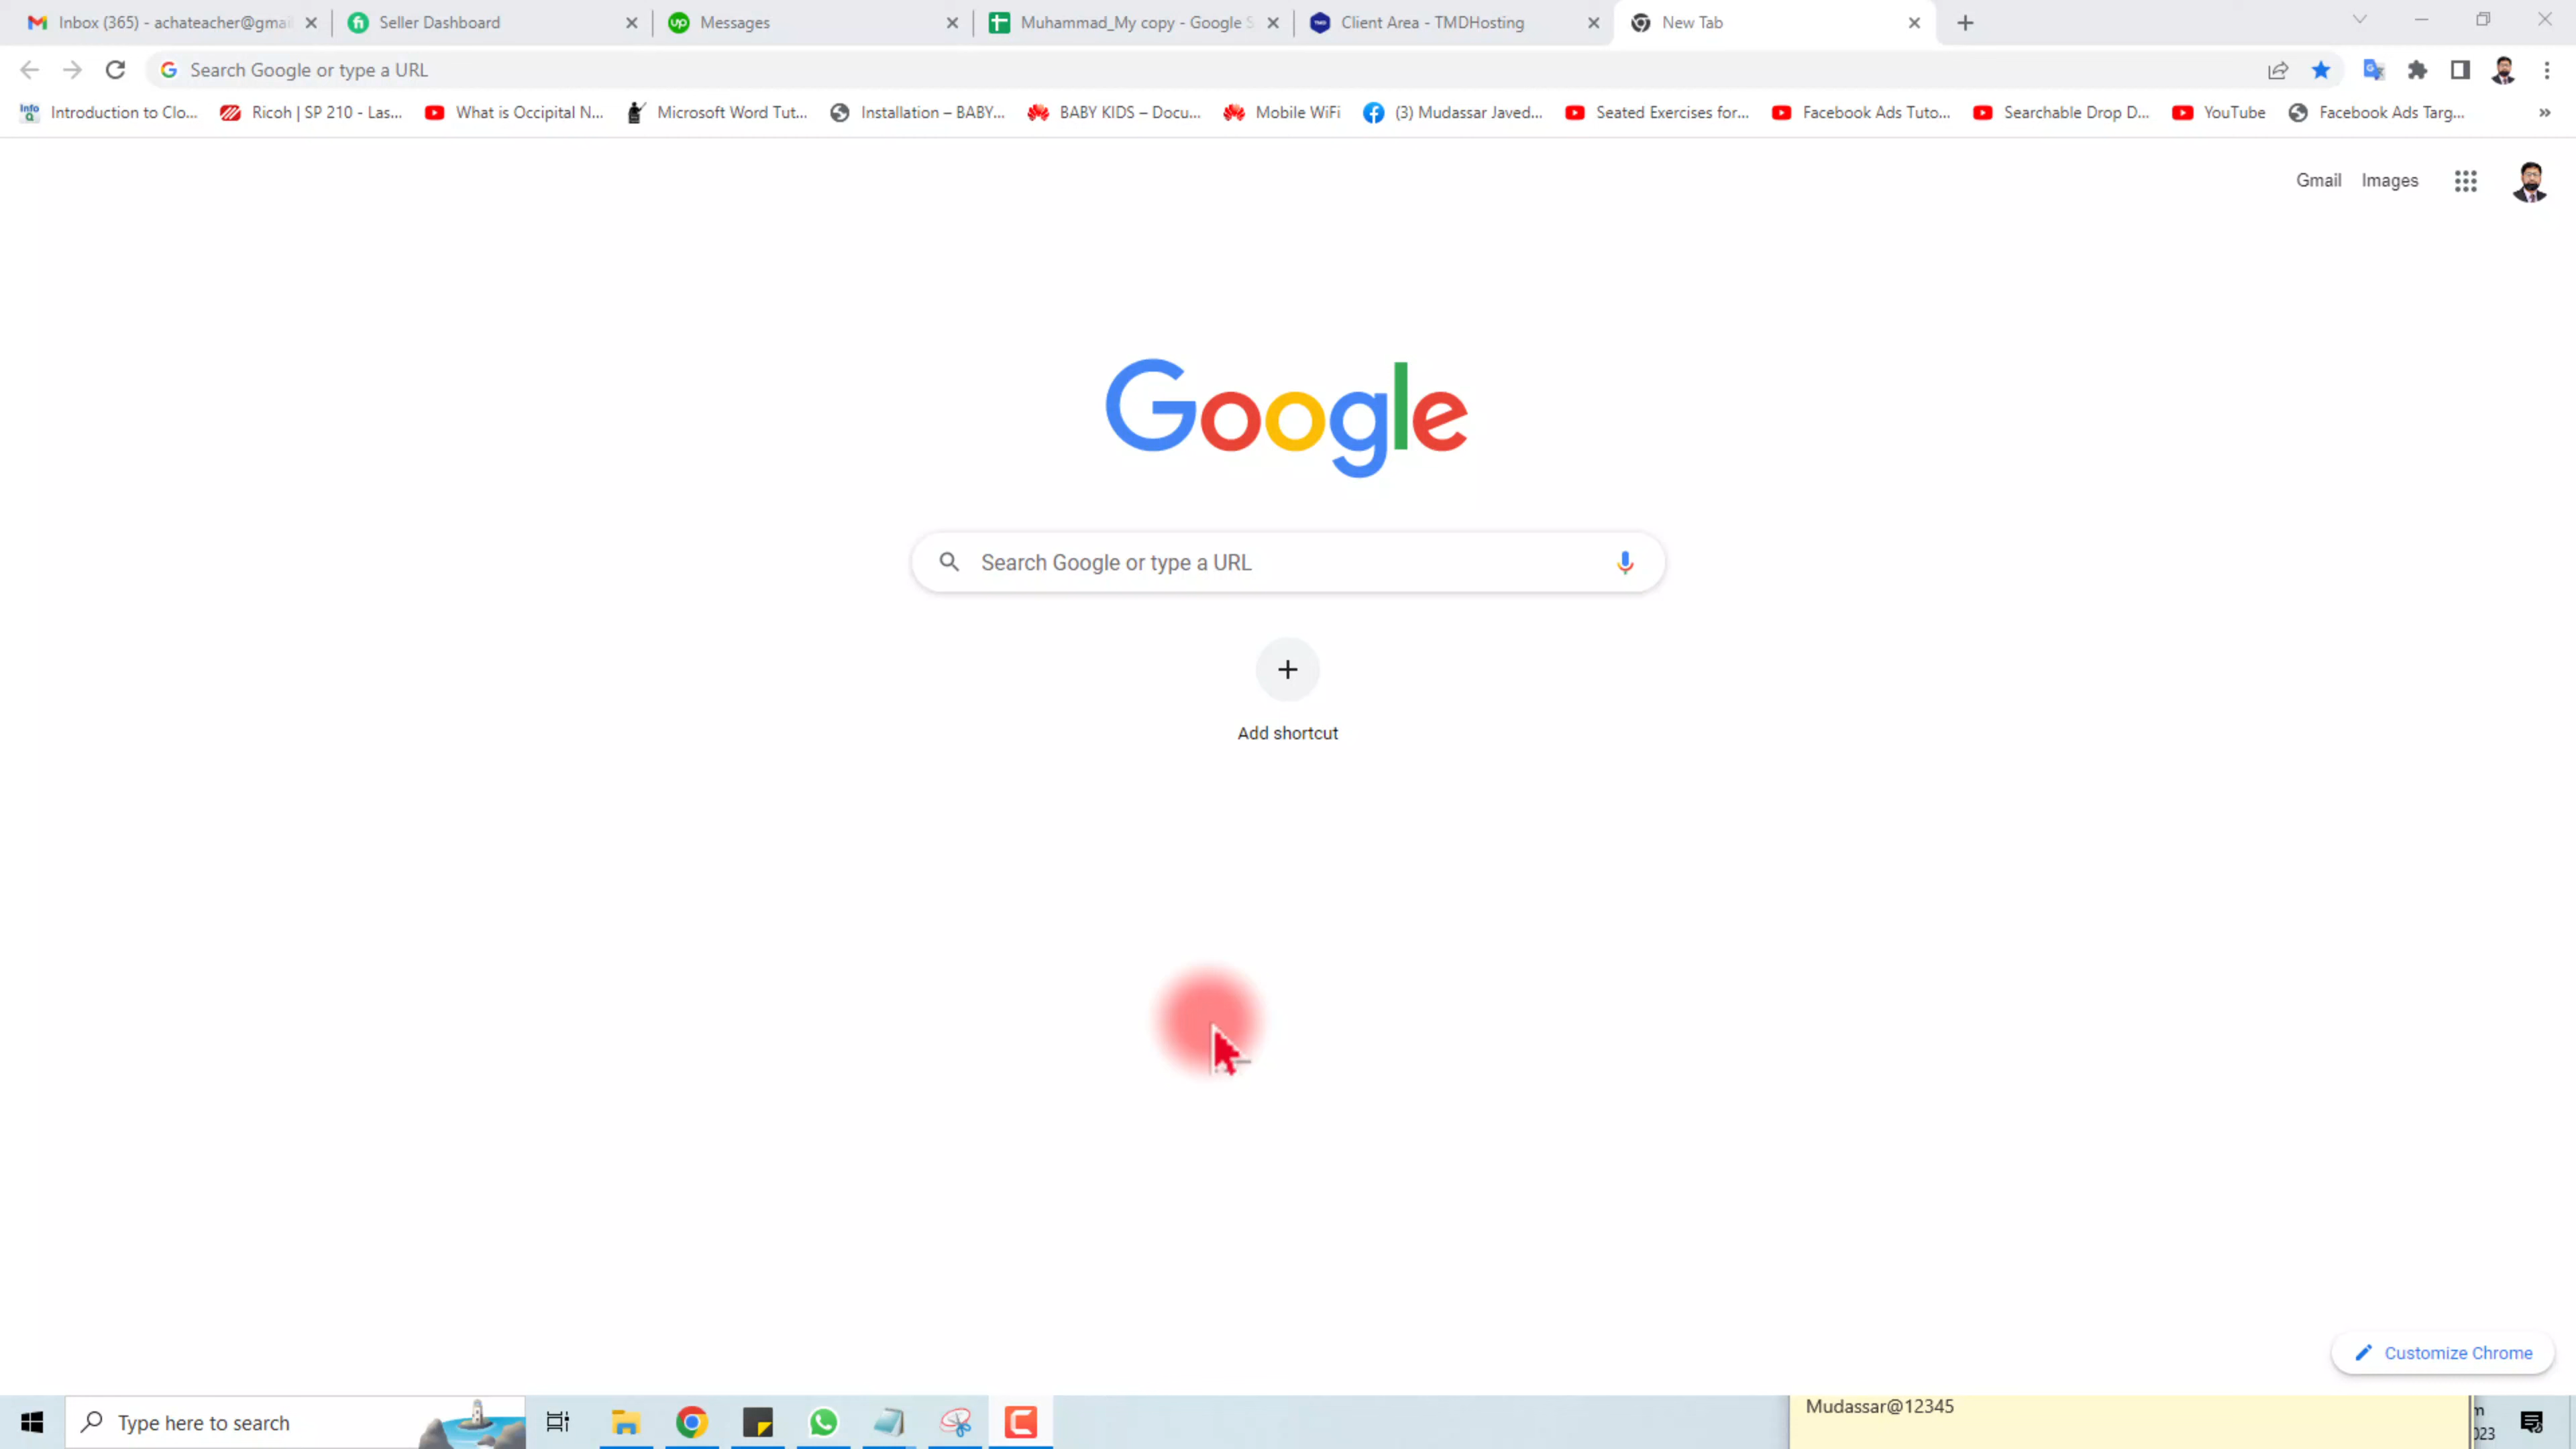 Inbox (365) - achateacher@gmai
Seller Dashboard
Messages
Muhammad_My copy - Google S
Client Area - TMDHosting
New Tab
Search Google or type a URL
Introduction to Clo...
Ricoh | SP 210 - Las...
What is Occipital N...
Microsoft Word Tut...
Installation – BABY...
BABY KIDS – Docu...
Mobile WiFi
(3) Mudassar Javed...
Seated Exercises for...
Facebook Ads Tuto...
Searchable Drop D...
YouTube
Facebook Ads Targ...
Gmail
Images
Google
Search Google or type a URL
Add shortcut
Customize Chrome
Type here to search
Mudassar@12345